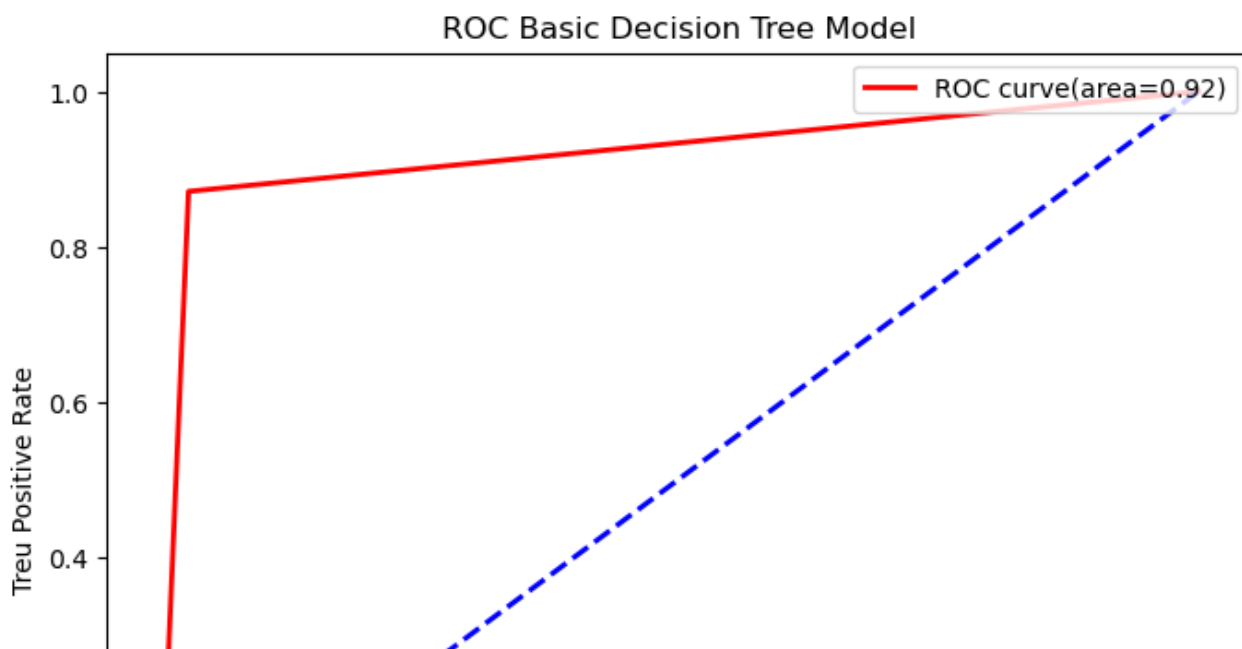 ROC Basic Decision Tree Model
ROC curve(area=0.92)
1.0
0.8
0.6
0.4
Treu Positive Rate